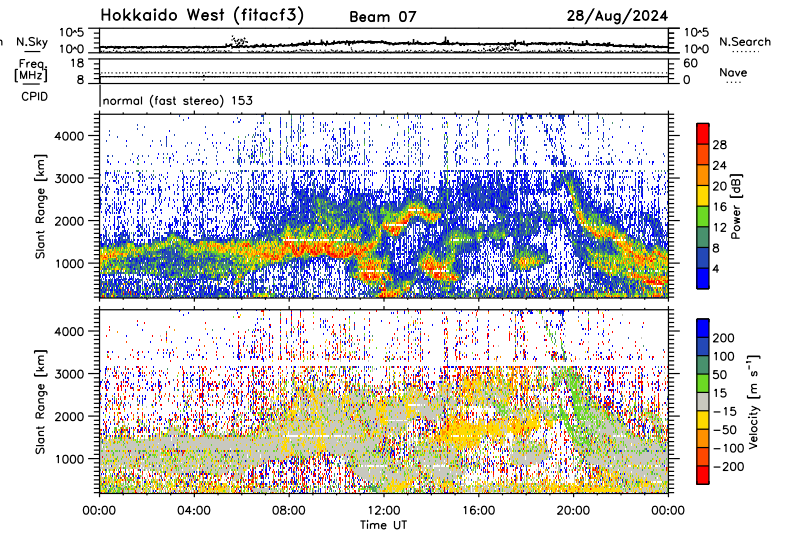 Hokkaido West (fitacf3) Beam 07 28/Aug/2024
n N.Sky 10^5 10^0 10^5 10^0 N.Search
Freq. [MHz] 18 8 60 0 Nave
CPID normal (fast stereo) 153
Slant Range [km]
4000
3000
2000
1000
Power [dB]
28
24
20
16
12
8
4
Slant Range [km]
4000
3000
2000
1000
Velocity [m s⁻¹]
200
100
50
15
−15
−50
−100
−200
00:00 04:00 08:00 12:00 16:00 20:00 00:00
Time UT